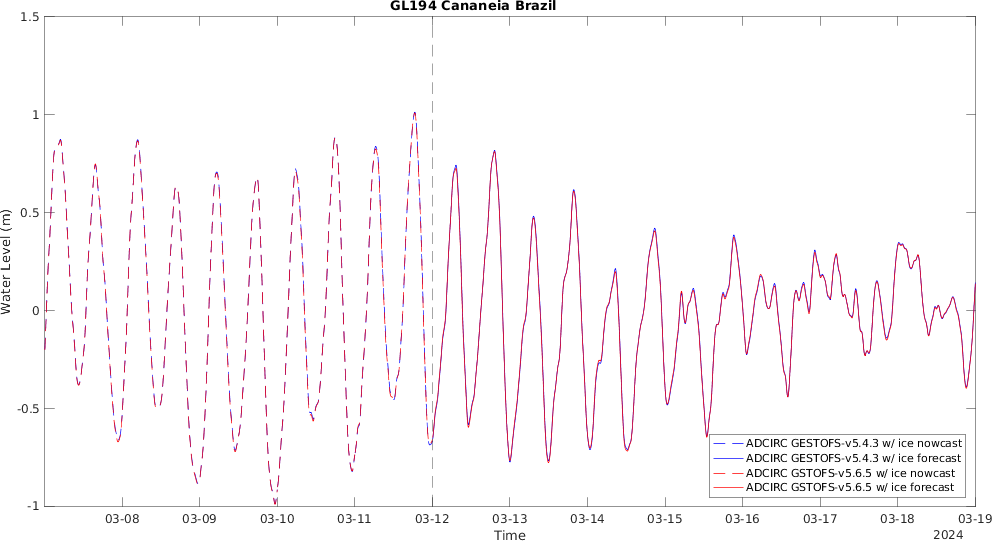 GL194 Cananeia Brazil
1.5
1
0.5
0
-0.5
-1
Water Level (m)
03-08 03-09 03-10 03-11 03-12 03-13 03-14 03-15 03-16 03-17 03-18 03-19
Time
2024
ADCIRC GESTOFS-v5.4.3 w/ ice nowcast
ADCIRC GESTOFS-v5.4.3 w/ ice forecast
ADCIRC GSTOFS-v5.6.5 w/ ice nowcast
ADCIRC GSTOFS-v5.6.5 w/ ice forecast